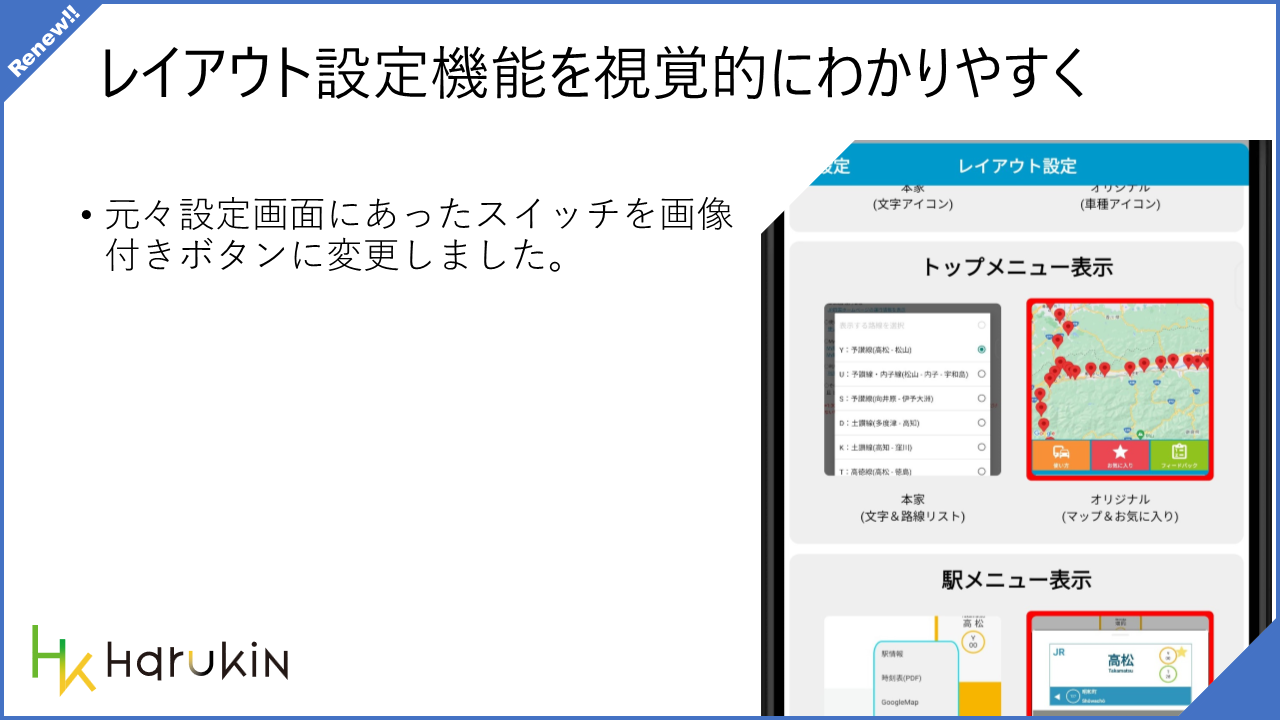 Renew!!
レイアウト設定機能を視覚的にわかりやすく
• 元々設定画面にあったスイッチを画像
付きボタンに変更しました。
設定
レイアウト設定
本家
(文字アイコン)
オリジナル
(車種アイコン)
トップメニュー表示
表示する路線を選択
Y：予讃線(高松 - 松山)
U：予讃線・内子線(松山 - 内子 - 宇和島)
S：予讃線(向井原 - 伊予大洲)
D：土讃線(多度津 - 高知)
K：土讃線(高知 - 窪川)
T：高徳線(高松 - 徳島)
使い方
お気に入り
フィードバック
本家
(文字＆路線リスト)
オリジナル
(マップ＆お気に入り)
駅メニュー表示
高松
Y
00
駅情報
時刻表(PDF)
GoogleMap
JR
高松
Takamatsu
HK HARUKIN